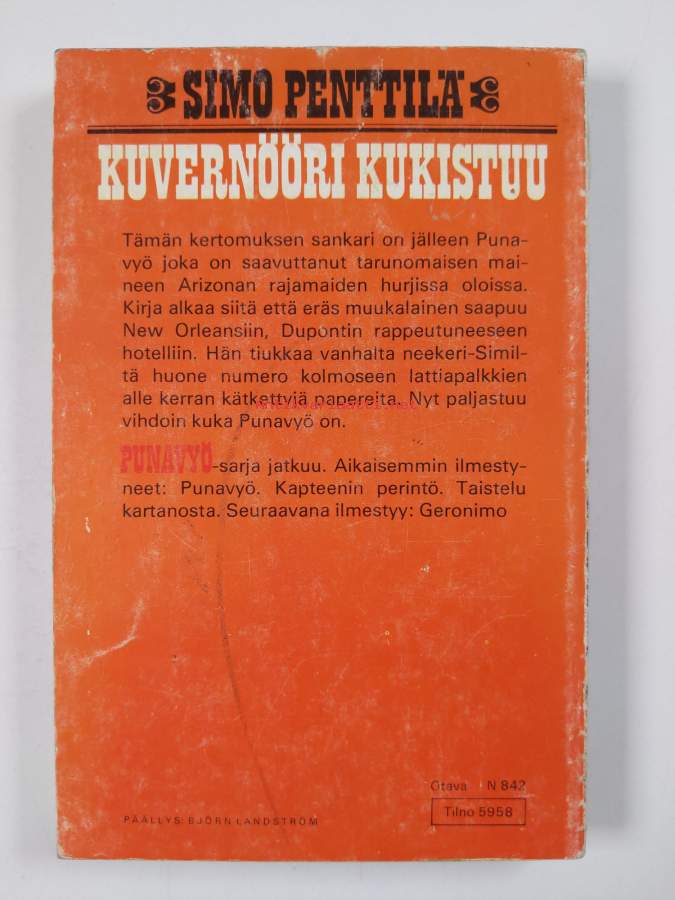 SIMO PENTTILÄ
KUVERNÖÖRI KUKISTUU
Tämän kertomuksen sankari on jälleen Puna-
vyö joka on saavuttanut tarunomaisen mai-
neen Arizonan rajamaiden hurjissa oloissa.
Kirja alkaa siitä että eräs muukalainen saapuu
New Orleansiin, Dupontin rappeutuneeseen
hotelliin. Hän tiukkaa vanhalta neekeri-Simil-
tä huone numero kolmoseen lattiapalkkien
alle kerran kätkettyjä papereita. Nyt paljastuu
vihdoin kuka Punavyö on.
PUNAVYÖ-sarja jatkuu. Aikaisemmin ilmesty-
neet: Punavyö. Kapteenin perintö. Taistelu
kartanosta. Seuraavana ilmestyy: Geronimo
Otava N 842
Tilno 5958
PÄÄLLYS: BJÖRN LANDSTRÖM